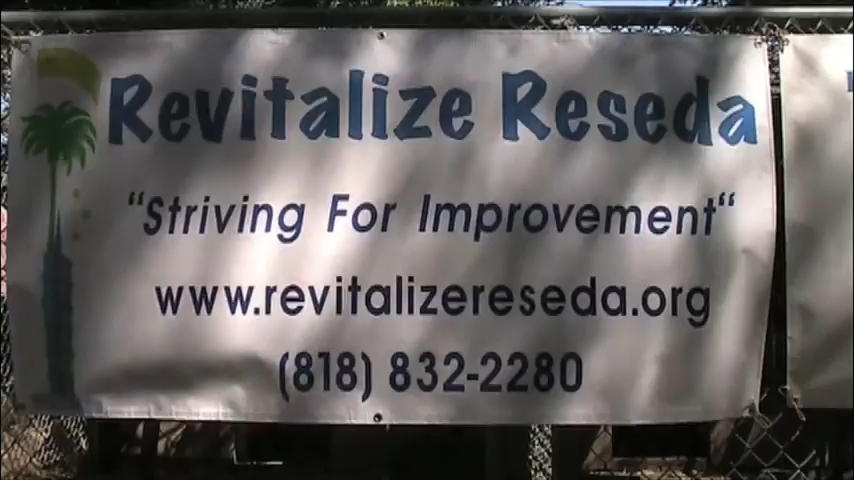 Revitalize Reseda
“Striving For Improvement“
www.revitalizereseda.org
(818) 832-2280